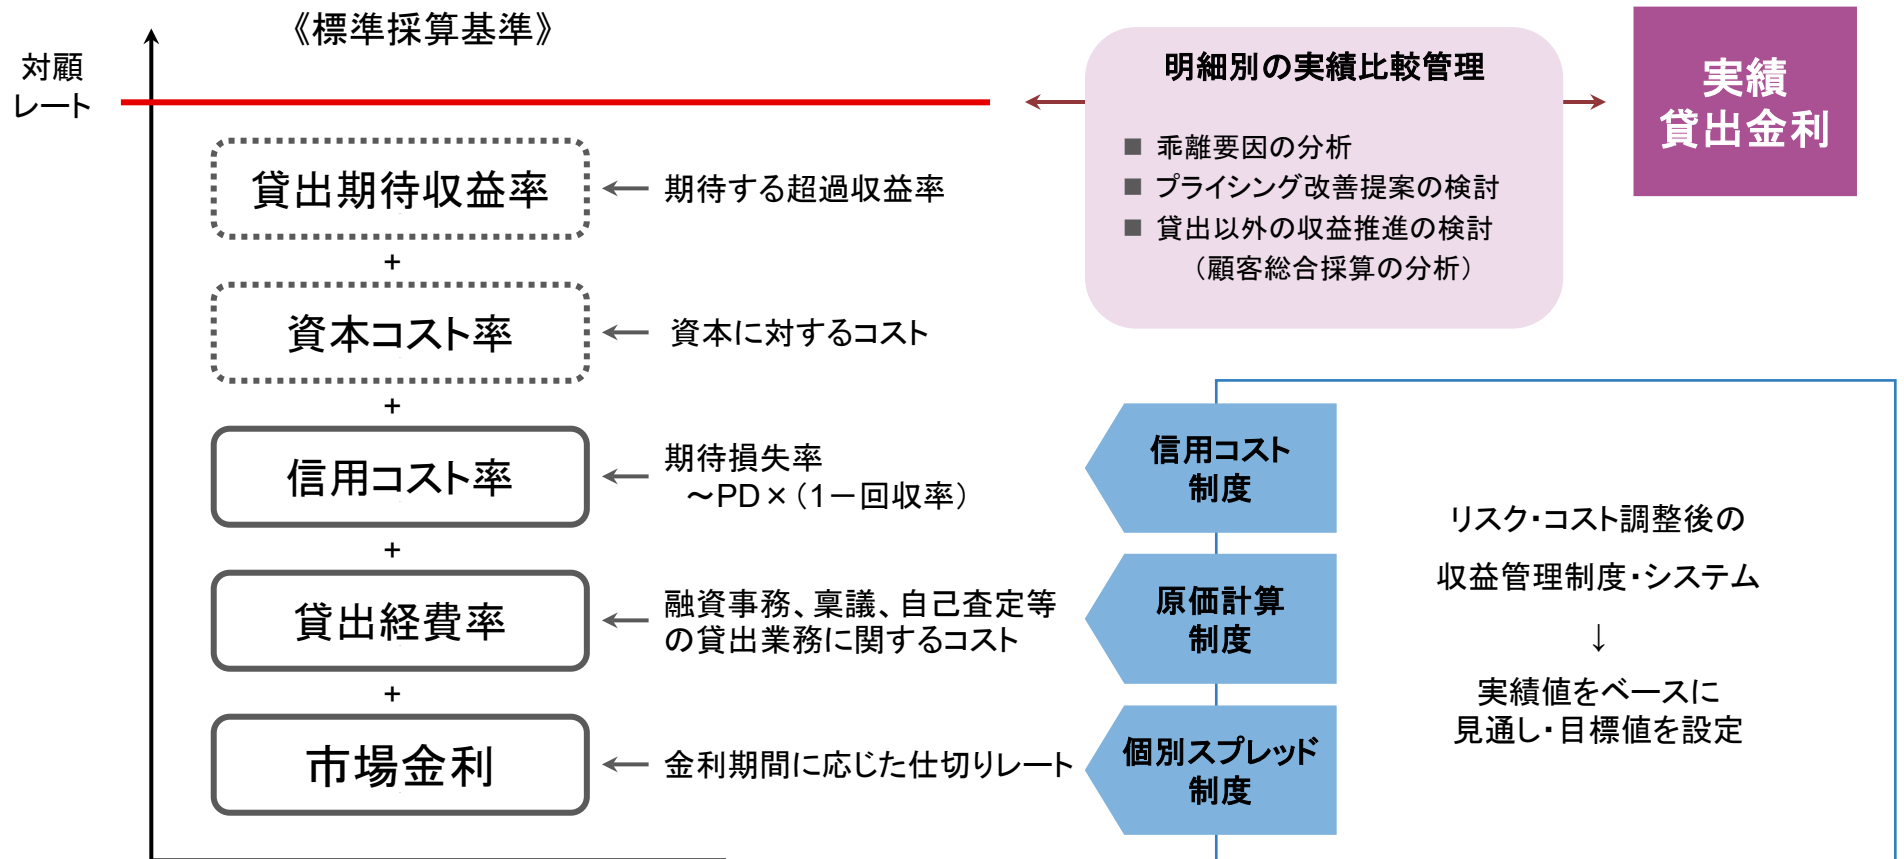 《標準採算基準》
対顧
レート
貸出期待収益率
期待する超過収益率
+
資本コスト率
資本に対するコスト
+
信用コスト率
期待損失率
～PD×(1－回収率)
+
貸出経費率
融資事務、稟議、自己査定等
の貸出業務に関するコスト
+
市場金利
金利期間に応じた仕切りレート
明細別の実績比較管理
■ 乖離要因の分析
■ プライシング改善提案の検討
■ 貸出以外の収益推進の検討
(顧客総合採算の分析)
実績
貸出金利
信用コスト
制度
原価計算
制度
個別スプレッド
制度
リスク・コスト調整後の
収益管理制度・システム
↓
実績値をベースに
見通し・目標値を設定